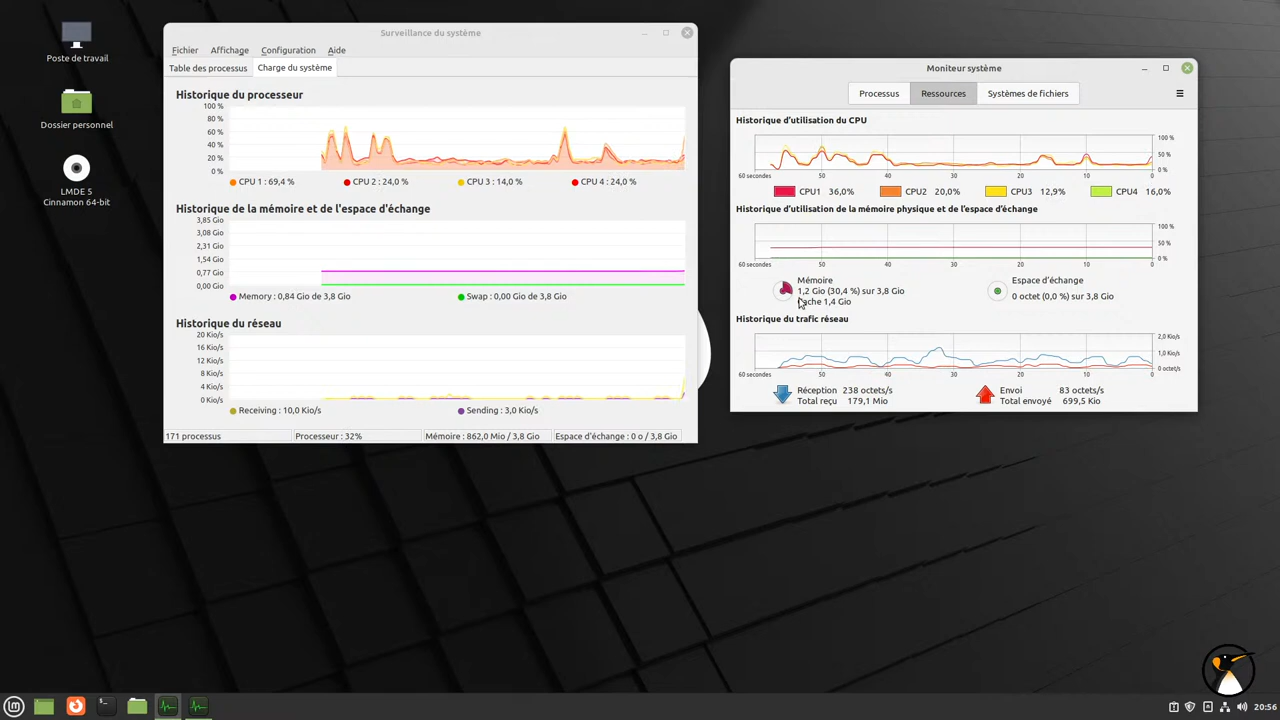 Poste de travail
Dossier personnel
LMDE 5
Cinnamon 64-bit
Surveillance du système
Fichier Affichage Configuration Aide
Table des processus Charge du système
Historique du processeur
100 %
80 %
60 %
40 %
20 %
0 %
CPU 1 : 69,4 % CPU 2 : 24,0 % CPU 3 : 14,0 % CPU 4 : 24,0 %
Historique de la mémoire et de l'espace d'échange
3,85 Gio
3,08 Gio
2,31 Gio
1,54 Gio
0,77 Gio
0,00 Gio
Memory : 0,84 Gio de 3,8 Gio Swap : 0,00 Gio de 3,8 Gio
Historique du réseau
20 Kio/s
16 Kio/s
12 Kio/s
8 Kio/s
4 Kio/s
0 Kio/s
Receiving : 10,0 Kio/s Sending : 3,0 Kio/s
171 processus Processeur : 32% Mémoire : 862,0 Mio / 3,8 Gio Espace d'échange : 0 o / 3,8 Gio
Moniteur système
Processus Ressources Systèmes de fichiers
Historique d'utilisation du CPU
100 %
50 %
60 secondes 50 40 30 20 10 0 0 %
CPU1 36,0% CPU2 20,0% CPU3 12,9% CPU4 16,0%
Historique d'utilisation de la mémoire physique et de l'espace d'échange
100 %
50 %
0 %
60 secondes 50 40 30 20 10 0
Mémoire
1,2 Gio (30,4 %) sur 3,8 Gio
Cache 1,4 Gio
Espace d'échange
0 octet (0,0 %) sur 3,8 Gio
Historique du trafic réseau
2,0 Kio/s
1,0 Kio/s
0 octet/s
60 secondes 50 40 30 20 10 0
Réception 238 octets/s
Total reçu 179,1 Mio
Envoi 83 octets/s
Total envoyé 699,5 Kio
20:56